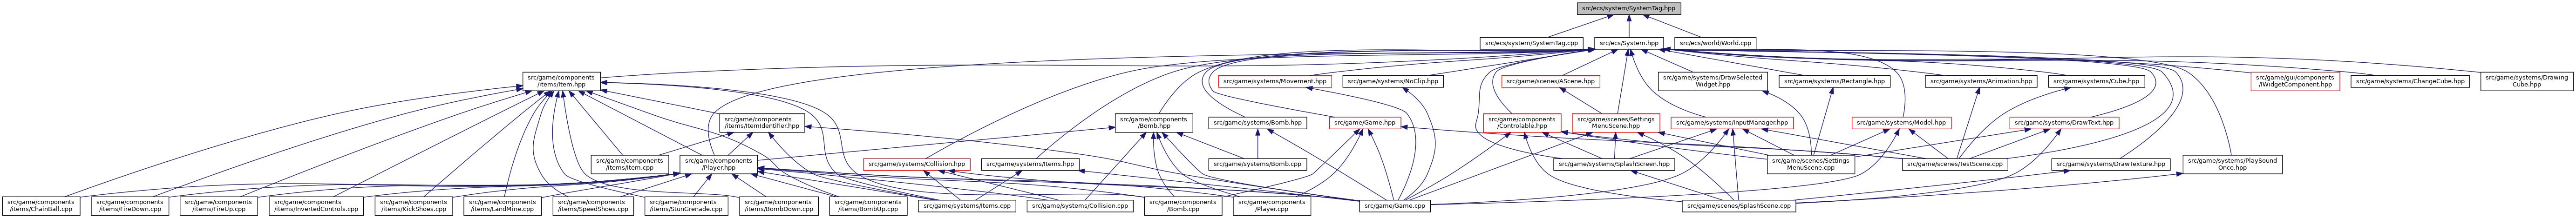 src/ecs/system/SystemTag.hpp
src/ecs/system/SystemTag.cpp
src/ecs/System.hpp
src/ecs/world/World.cpp
src/game/components
/items/Item.hpp
src/game/systems/Movement.hpp
src/game/systems/NoClip.hpp
src/game/scenes/AScene.hpp
src/game/systems/DrawSelected
Widget.hpp
src/game/systems/Rectangle.hpp
src/game/systems/Animation.hpp
src/game/systems/Cube.hpp
src/game/gui/components
/IWidgetComponent.hpp
src/game/systems/ChangeCube.hpp
src/game/systems/Drawing
Cube.hpp
src/game/components
/items/ItemIdentifier.hpp
src/game/components
/Bomb.hpp
src/game/systems/Bomb.hpp
src/game/Game.hpp
src/game/components
/Controlable.hpp
src/game/scenes/Settings
MenuScene.hpp
src/game/systems/InputManager.hpp
src/game/systems/Model.hpp
src/game/systems/DrawText.hpp
src/game/components
/items/Item.cpp
src/game/components
/Player.hpp
src/game/systems/Collision.hpp
src/game/systems/Items.hpp
src/game/systems/Bomb.cpp
src/game/systems/SplashScreen.hpp
src/game/scenes/Settings
MenuScene.cpp
src/game/scenes/TestScene.cpp
src/game/systems/DrawTexture.hpp
src/game/systems/PlaySound
Once.hpp
src/game/components
/items/ChainBall.cpp
src/game/components
/items/FireDown.cpp
src/game/components
/items/FireUp.cpp
src/game/components
/items/InvertedControls.cpp
src/game/components
/items/KickShoes.cpp
src/game/components
/items/LandMine.cpp
src/game/components
/items/SpeedShoes.cpp
src/game/components
/items/StunGrenade.cpp
src/game/components
/items/BombDown.cpp
src/game/components
/items/BombUp.cpp
src/game/systems/Items.cpp
src/game/systems/Collision.cpp
src/game/components
/Bomb.cpp
src/game/components
/Player.cpp
src/game/Game.cpp
src/game/scenes/SplashScene.cpp